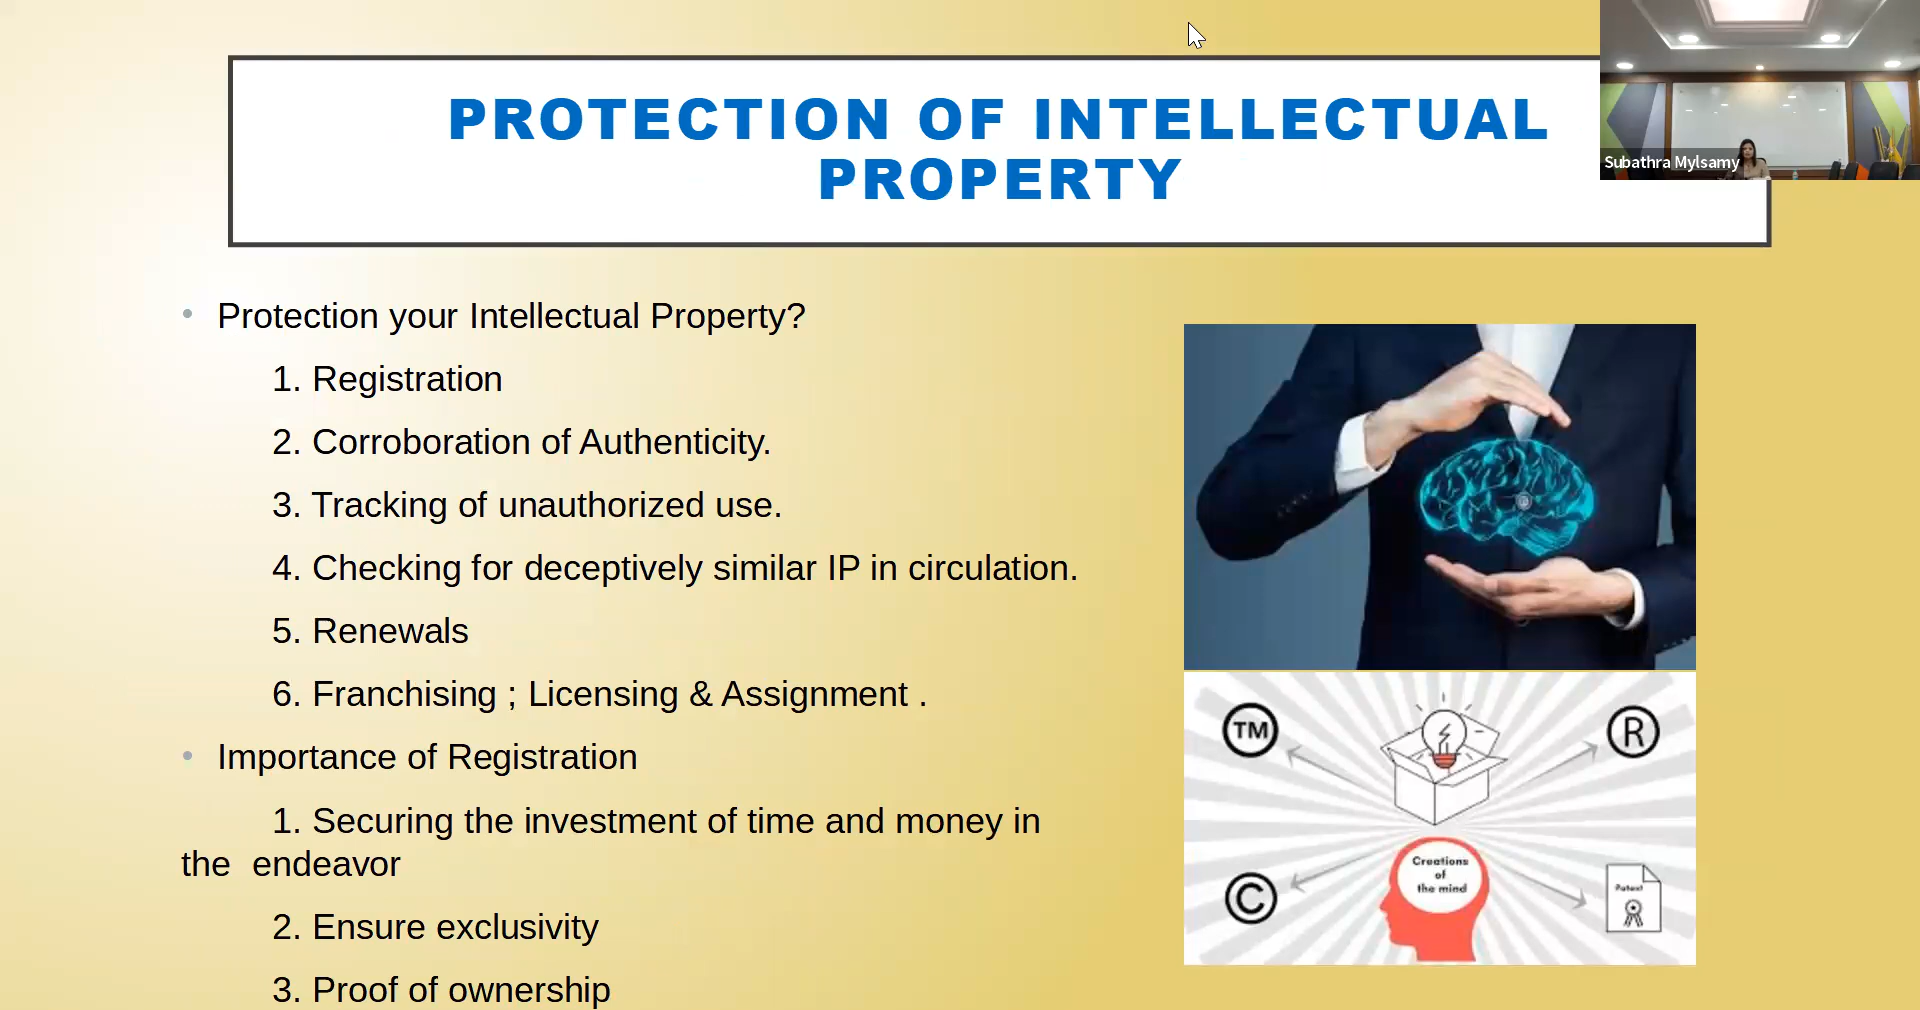 PROTECTION OF INTELLECTUAL
PROPERTY
Subathra Mylsamy
• Protection your Intellectual Property?
1. Registration
2. Corroboration of Authenticity.
3. Tracking of unauthorized use.
4. Checking for deceptively similar IP in circulation.
5. Renewals
6. Franchising ; Licensing & Assignment .
• Importance of Registration
1. Securing the investment of time and money in
the endeavor
2. Ensure exclusivity
3. Proof of ownership
TM
R
Creations
of
the mind
C
Patent